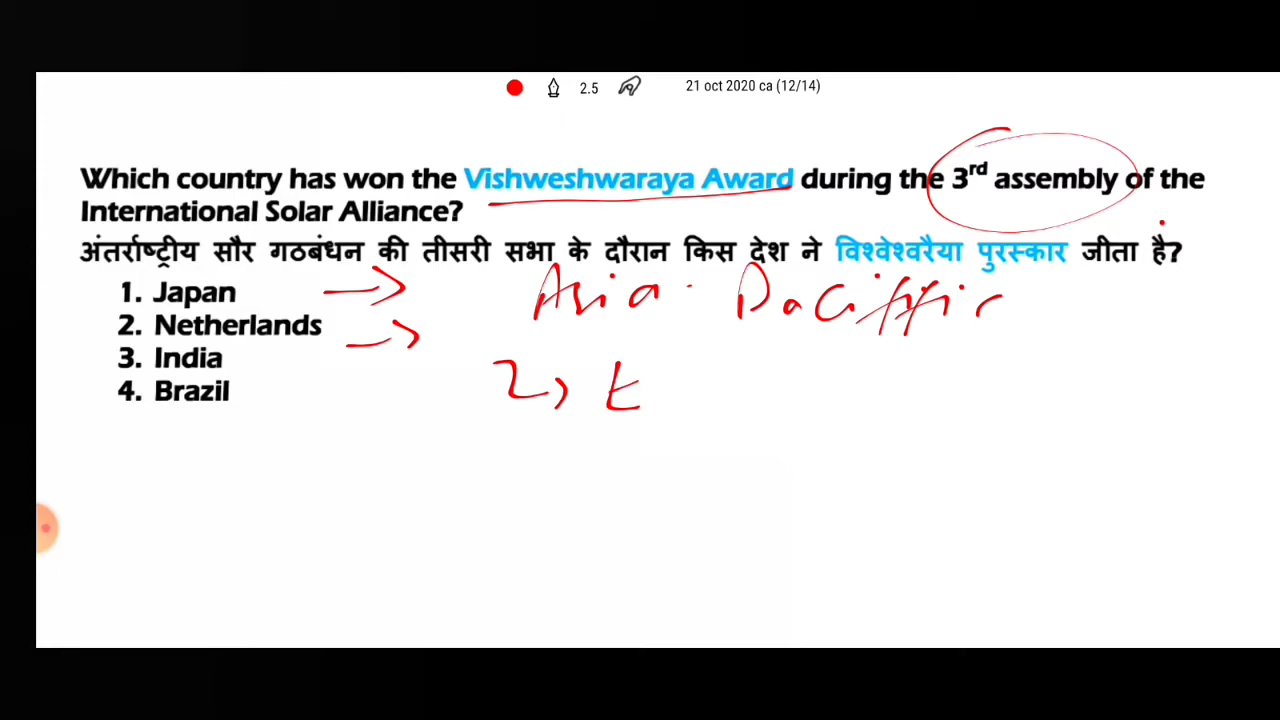 2.5 21 oct 2020 ca (12/14)
Which country has won the Vishweshwaraya Award during the 3rd assembly of the
International Solar Alliance?
अंतर्राष्ट्रीय सौर गठबंधन की तीसरी सभा के दौरान किस देश ने विश्वेश्वरैया पुरस्कार जीता है?
1. Japan
Asia. Paciffic
2. Netherlands
3. India
2, E
4. Brazil